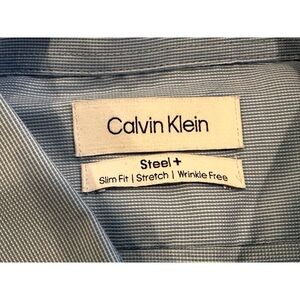 Calvin Klein
Steel+
Slim Fit | Stretch | Wrinkle Free